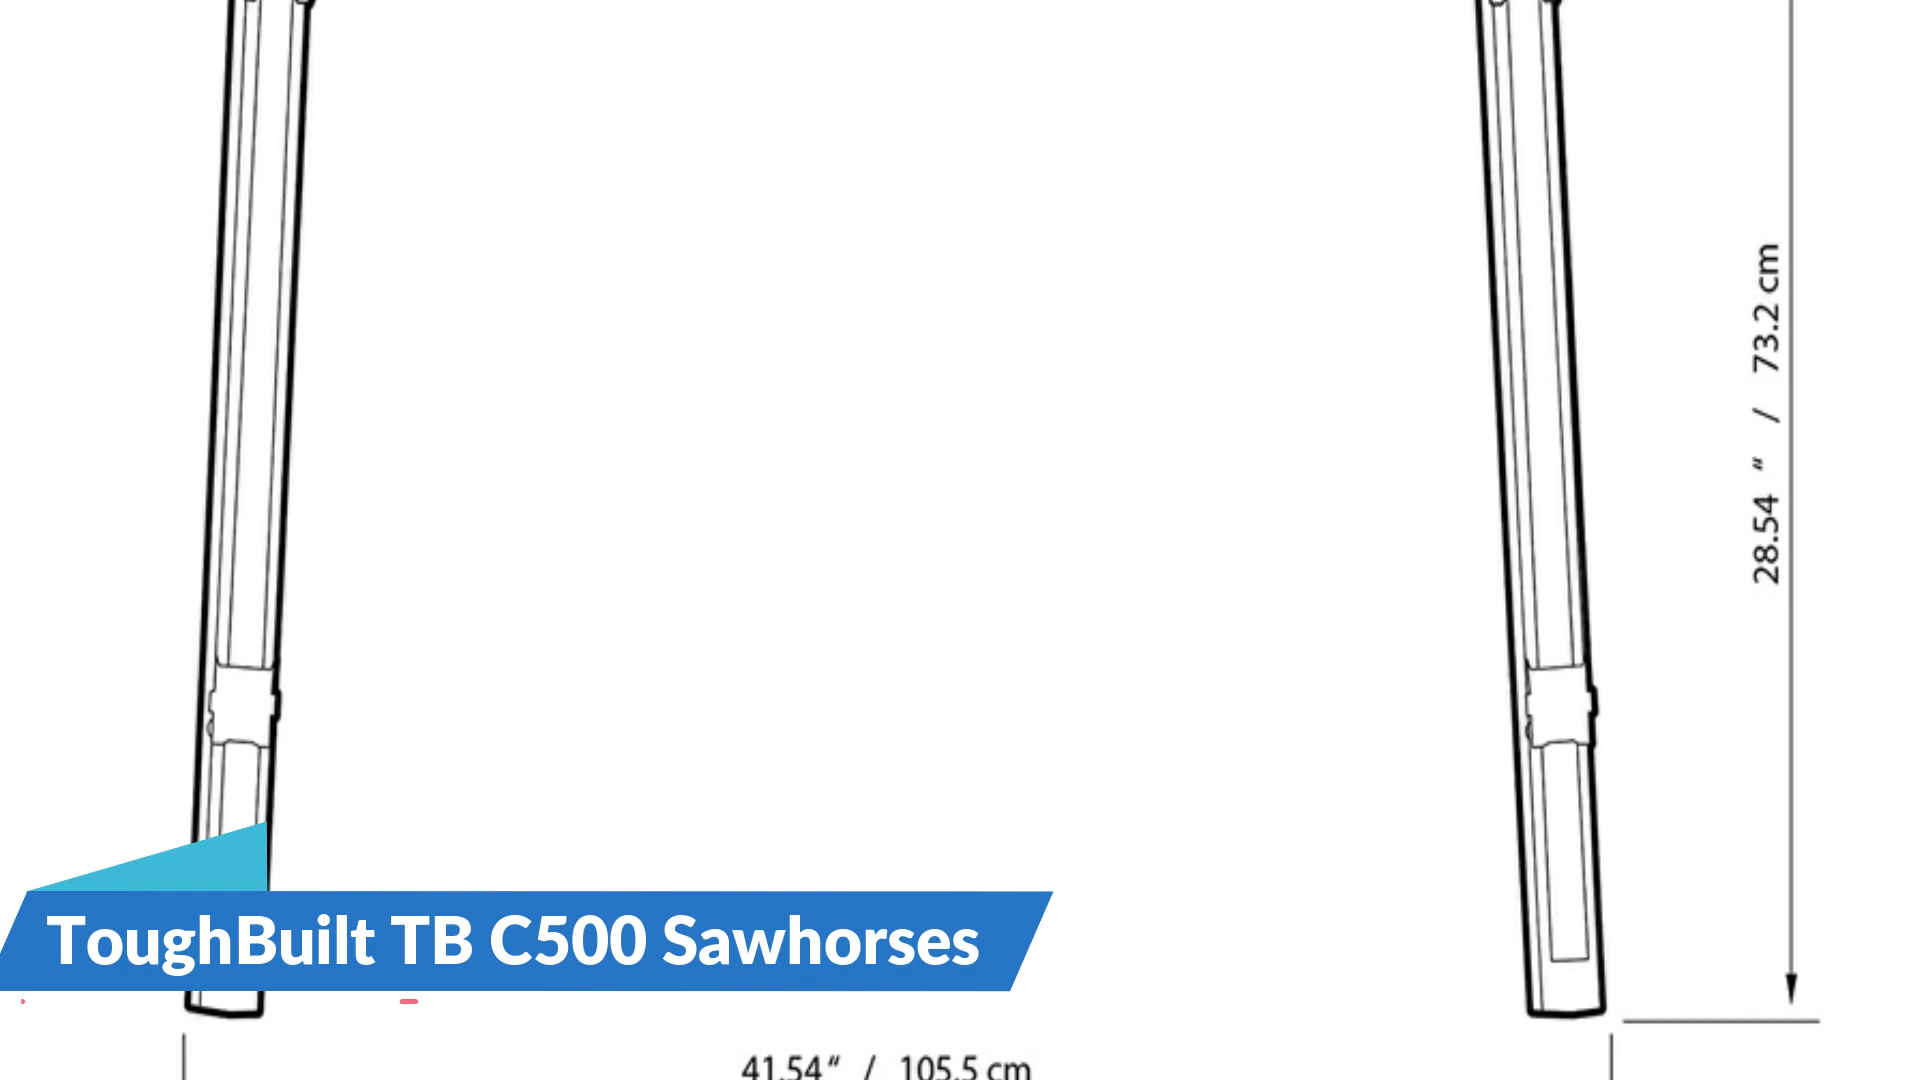 28.54 " / 73.2 cm
ToughBuilt TB C500 Sawhorses
41.54" / 105.5 cm